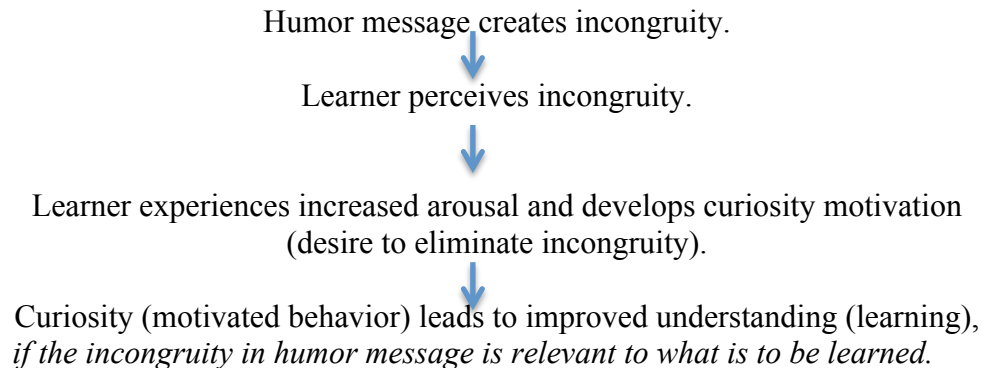 Humor message creates incongruity.
Learner perceives incongruity.
Learner experiences increased arousal and develops curiosity motivation
(desire to eliminate incongruity).
Curiosity (motivated behavior) leads to improved understanding (learning),
if the incongruity in humor message is relevant to what is to be learned.